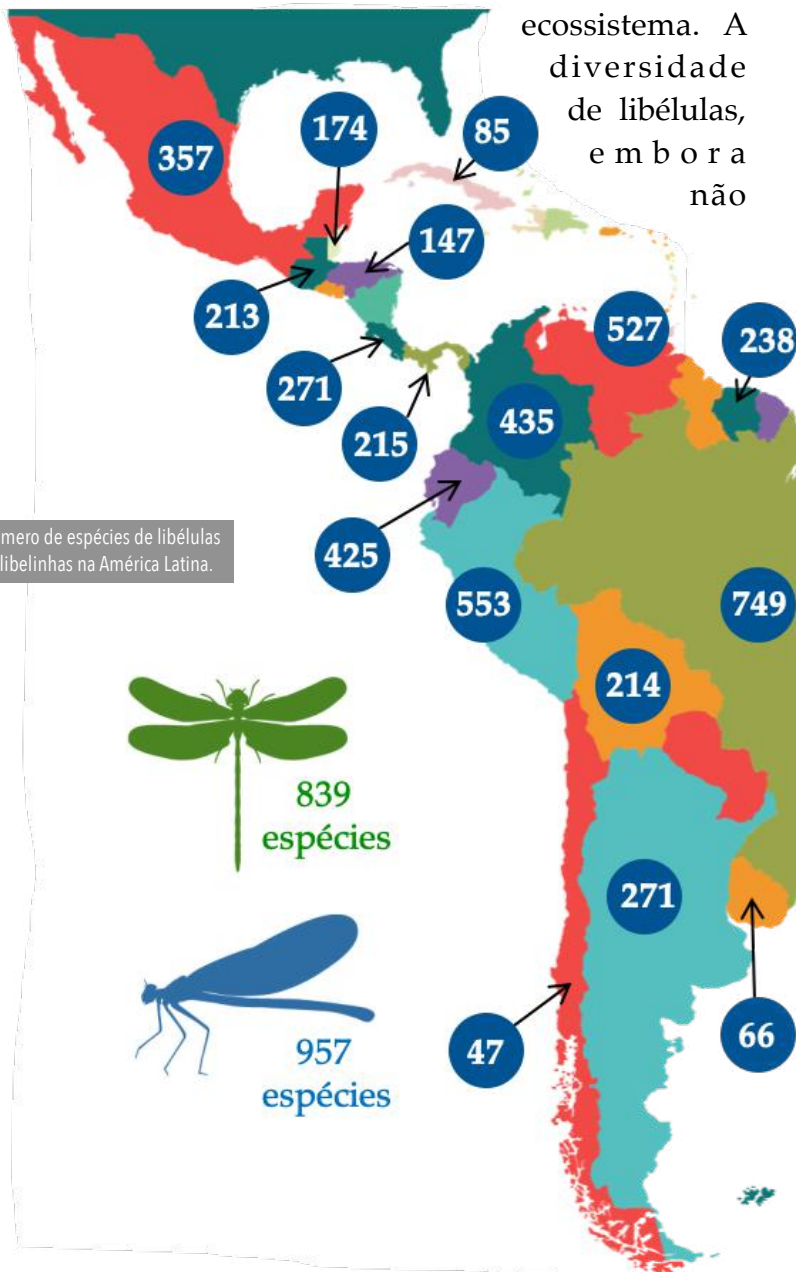 ecossistema. A
diversidade
de libélulas,
embora
não
174
85
357
147
213
527
238
271
215
435
425
mero de espécies de libélulas
libelinhas na América Latina.
553
749
214
839
espécies
271
957
espécies
47
66